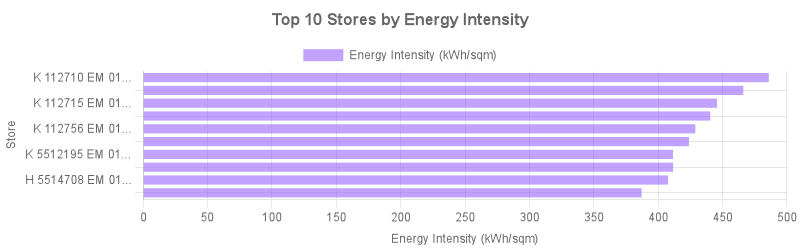 Top 10 Stores by Energy Intensity
Energy Intensity (kWh/sqm)
Store
K 112710 EM 01...
K 112715 EM 01...
K 112756 EM 01...
K 5512195 EM 01...
H 5514708 EM 01...
0 50 100 150 200 250 300 350 400 450 500
Energy Intensity (kWh/sqm)